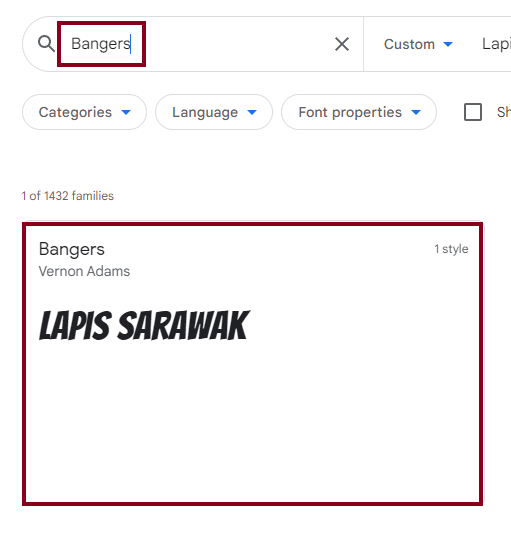 Bangers
Custom
Lapi
Categories
Language
Font properties
Sh
1 of 1432 families
Bangers
1 style
Vernon Adams
LAPIS SARAWAK